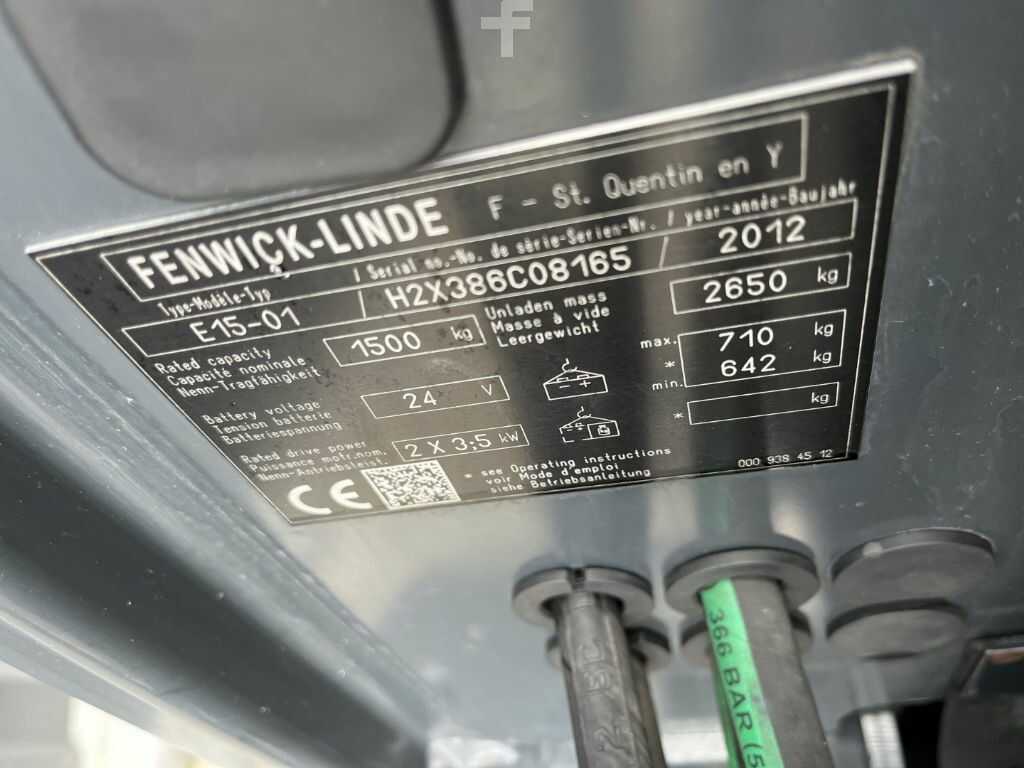 f
FENWICK-LINDE F - St. Quentin en Y
Type-Modèle-Typ / Serial no.-No. de série-Serien-Nr. / year-année-Baujahr
E15-01 H2X386C08165 / 2012
Rated capacity
Capacité nominale
Nenn-Tragfähigkeit
1500 kg
Unladen mass
Masse à vide
Leergewicht
2650 kg
Battery voltage
Tension batterie
Batteriespannung
24 V
- +
max. 710 kg
* 642 kg
min.
Rated drive power
Puissance motr.nom.
Nenn-Antriebsleistg
2 X 3;5 kW
* kg
CE
* see Operating instructions
voir Mode d'emploi
siehe Betriebsanleitung
000 938 45 12
366 BAR (5